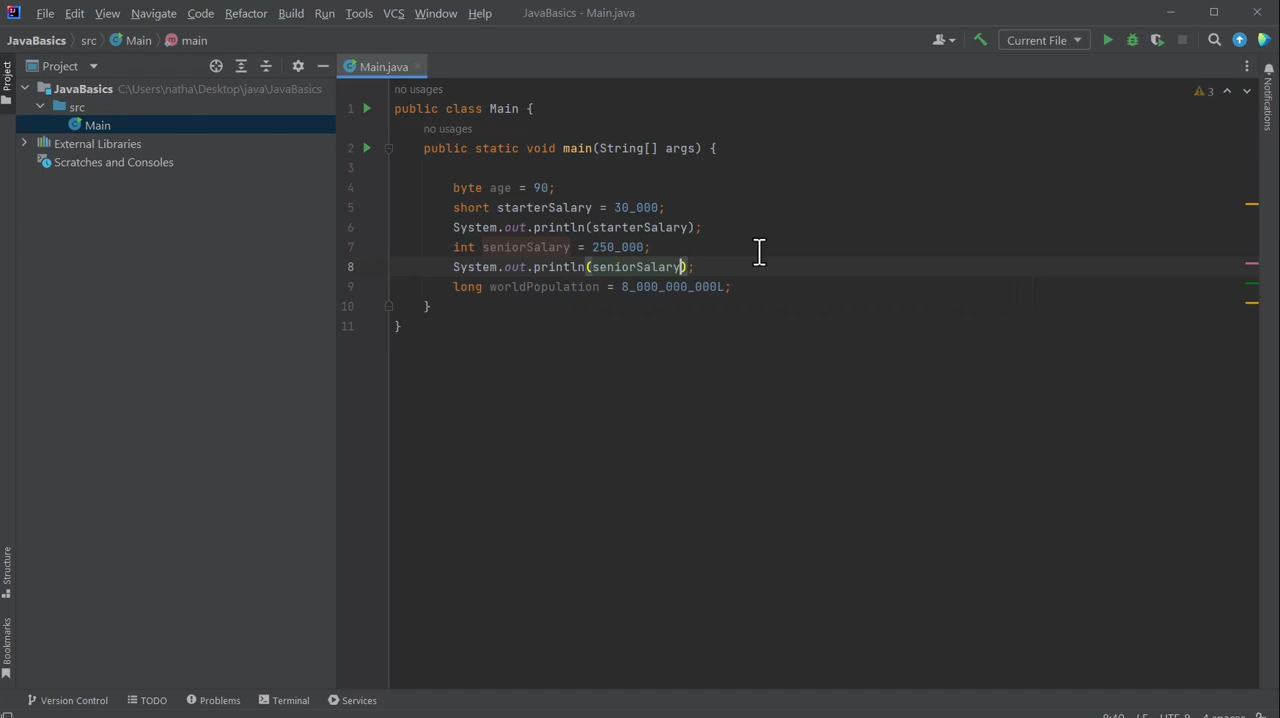 File Edit View Navigate Code Refactor Build Run Tools VCS Window Help JavaBasics - Main.java
JavaBasics src Main main Current File
Project Main.java
JavaBasics C:\Users\natha\Desktop\java\JavaBasics
src
Main
External Libraries
Scratches and Consoles
Project
Structure
Bookmarks
no usages
1 public class Main {
no usages
2 public static void main(String[] args) {
3
4 byte age = 90;
5 short starterSalary = 30_000;
6 System.out.println(starterSalary);
7 int seniorSalary = 250_000;
8 System.out.println(seniorSalary);
9 long worldPopulation = 8_000_000_000L;
10 }
11 }
3
Notifications
Version Control TODO Problems Terminal Services